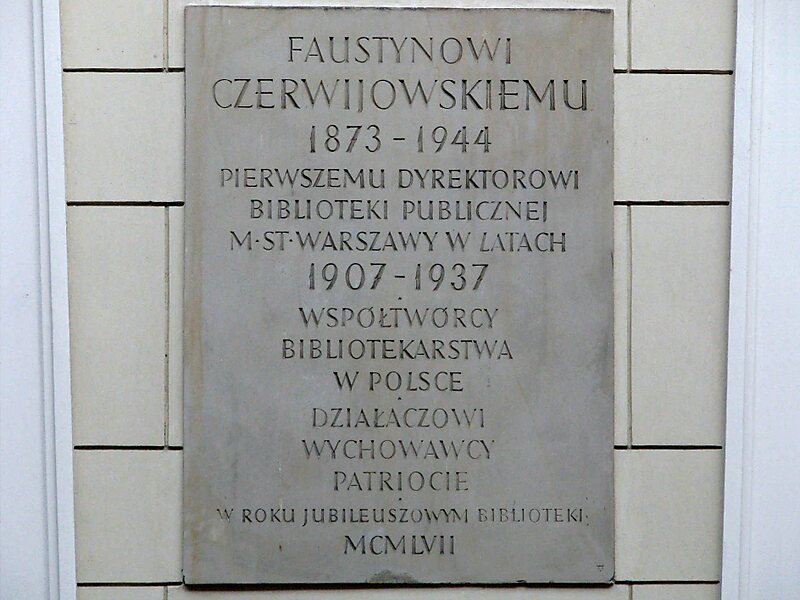 FAUSTYNOWI
CZERWIJOWSKIEMU
1873-1944
PIERWSZEMU DYREKTOROWI
BIBLIOTEKI PUBLICZNEJ
M·ST·WARSZAWY W LATACH
1907-1937
WSPÓŁTWÓRCY
BIBLIOTEKARSTWA
W POLSCE
DZIAŁACZOWI
WYCHOWAWCY
PATRIOCIE
W ROKU JUBILEUSZOWYM BIBLIOTEKI
MCMLVII